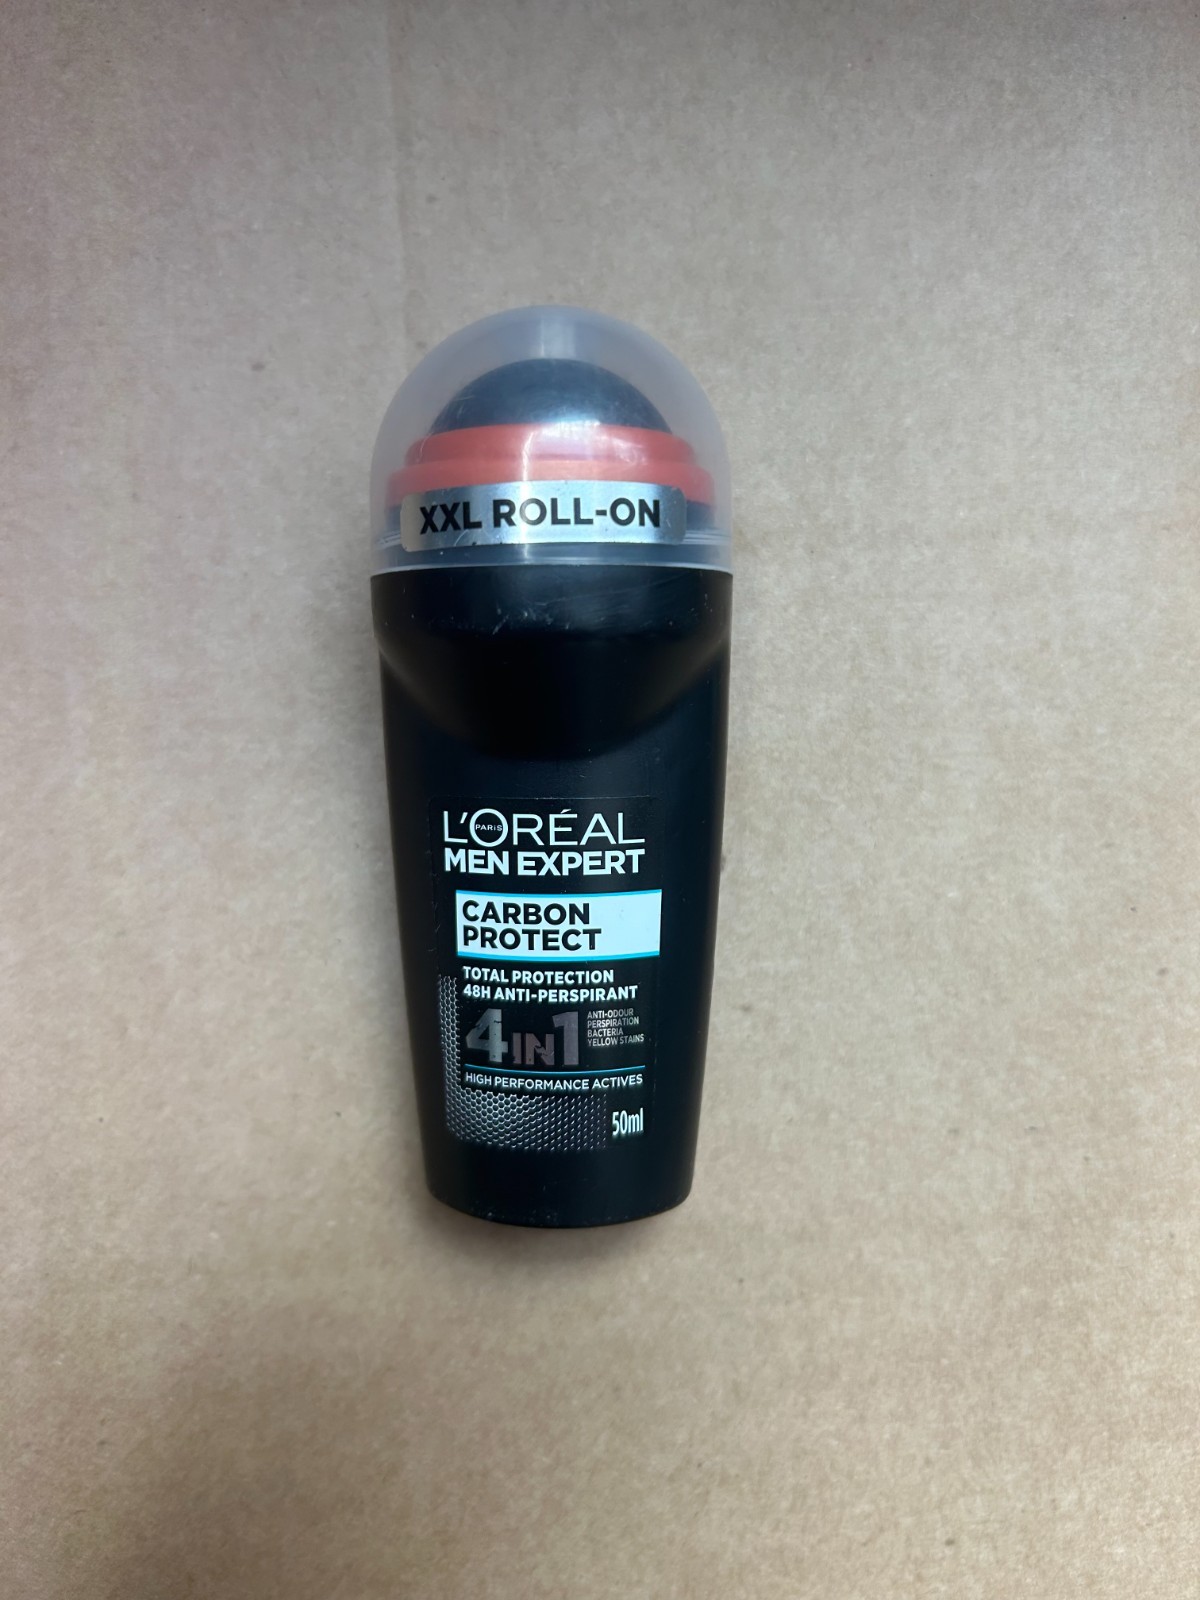 XXL ROLL-ON
L'ORÉAL
PARIS
MEN EXPERT
CARBON
PROTECT
TOTAL PROTECTION
48H ANTI-PERSPIRANT
4IN1
ANTI-ODOUR
PERSPIRATION
BACTERIA
YELLOW STAINS
HIGH PERFORMANCE ACTIVES
50ml